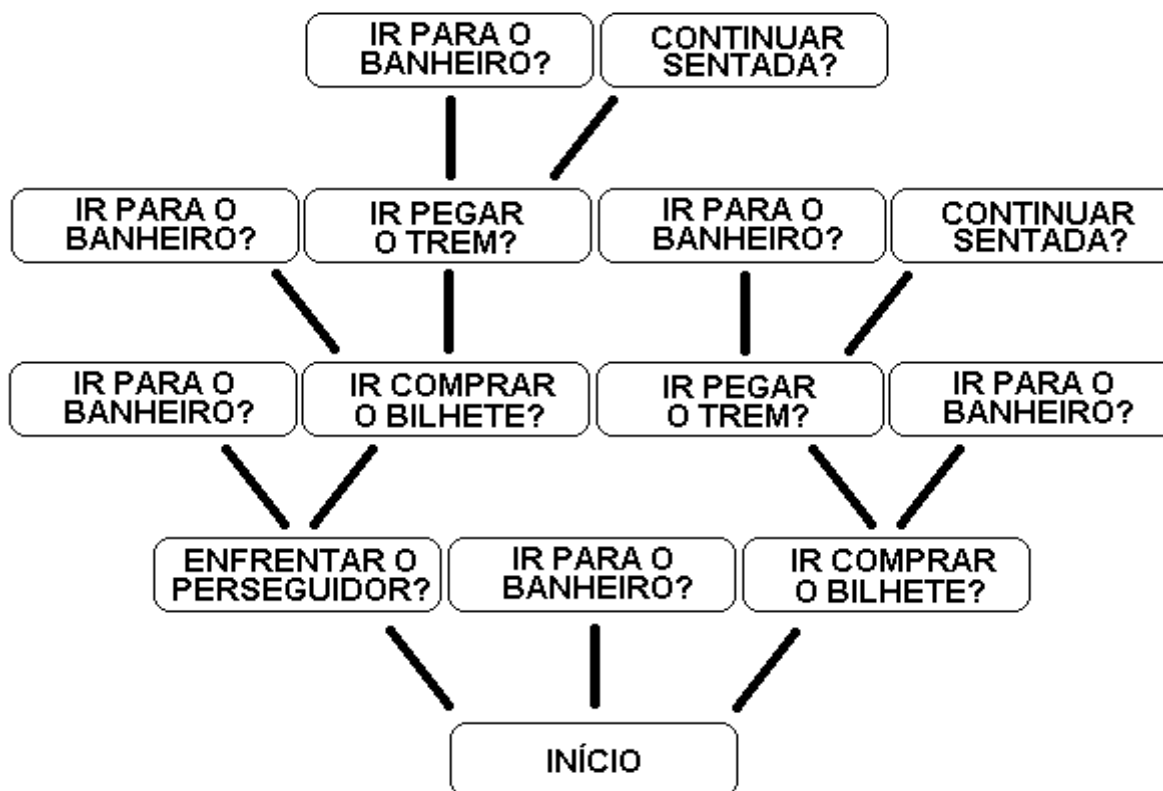 IR PARA O
BANHEIRO?
CONTINUAR
SENTADA?
IR PARA O
BANHEIRO?
IR PEGAR
O TREM?
IR PARA O
BANHEIRO?
CONTINUAR
SENTADA?
IR PARA O
BANHEIRO?
IR COMPRAR
O BILHETE?
IR PEGAR
O TREM?
IR PARA O
BANHEIRO?
ENFRENTAR O
PERSEGUIDOR?
IR PARA O
BANHEIRO?
IR COMPRAR
O BILHETE?
INÍCIO